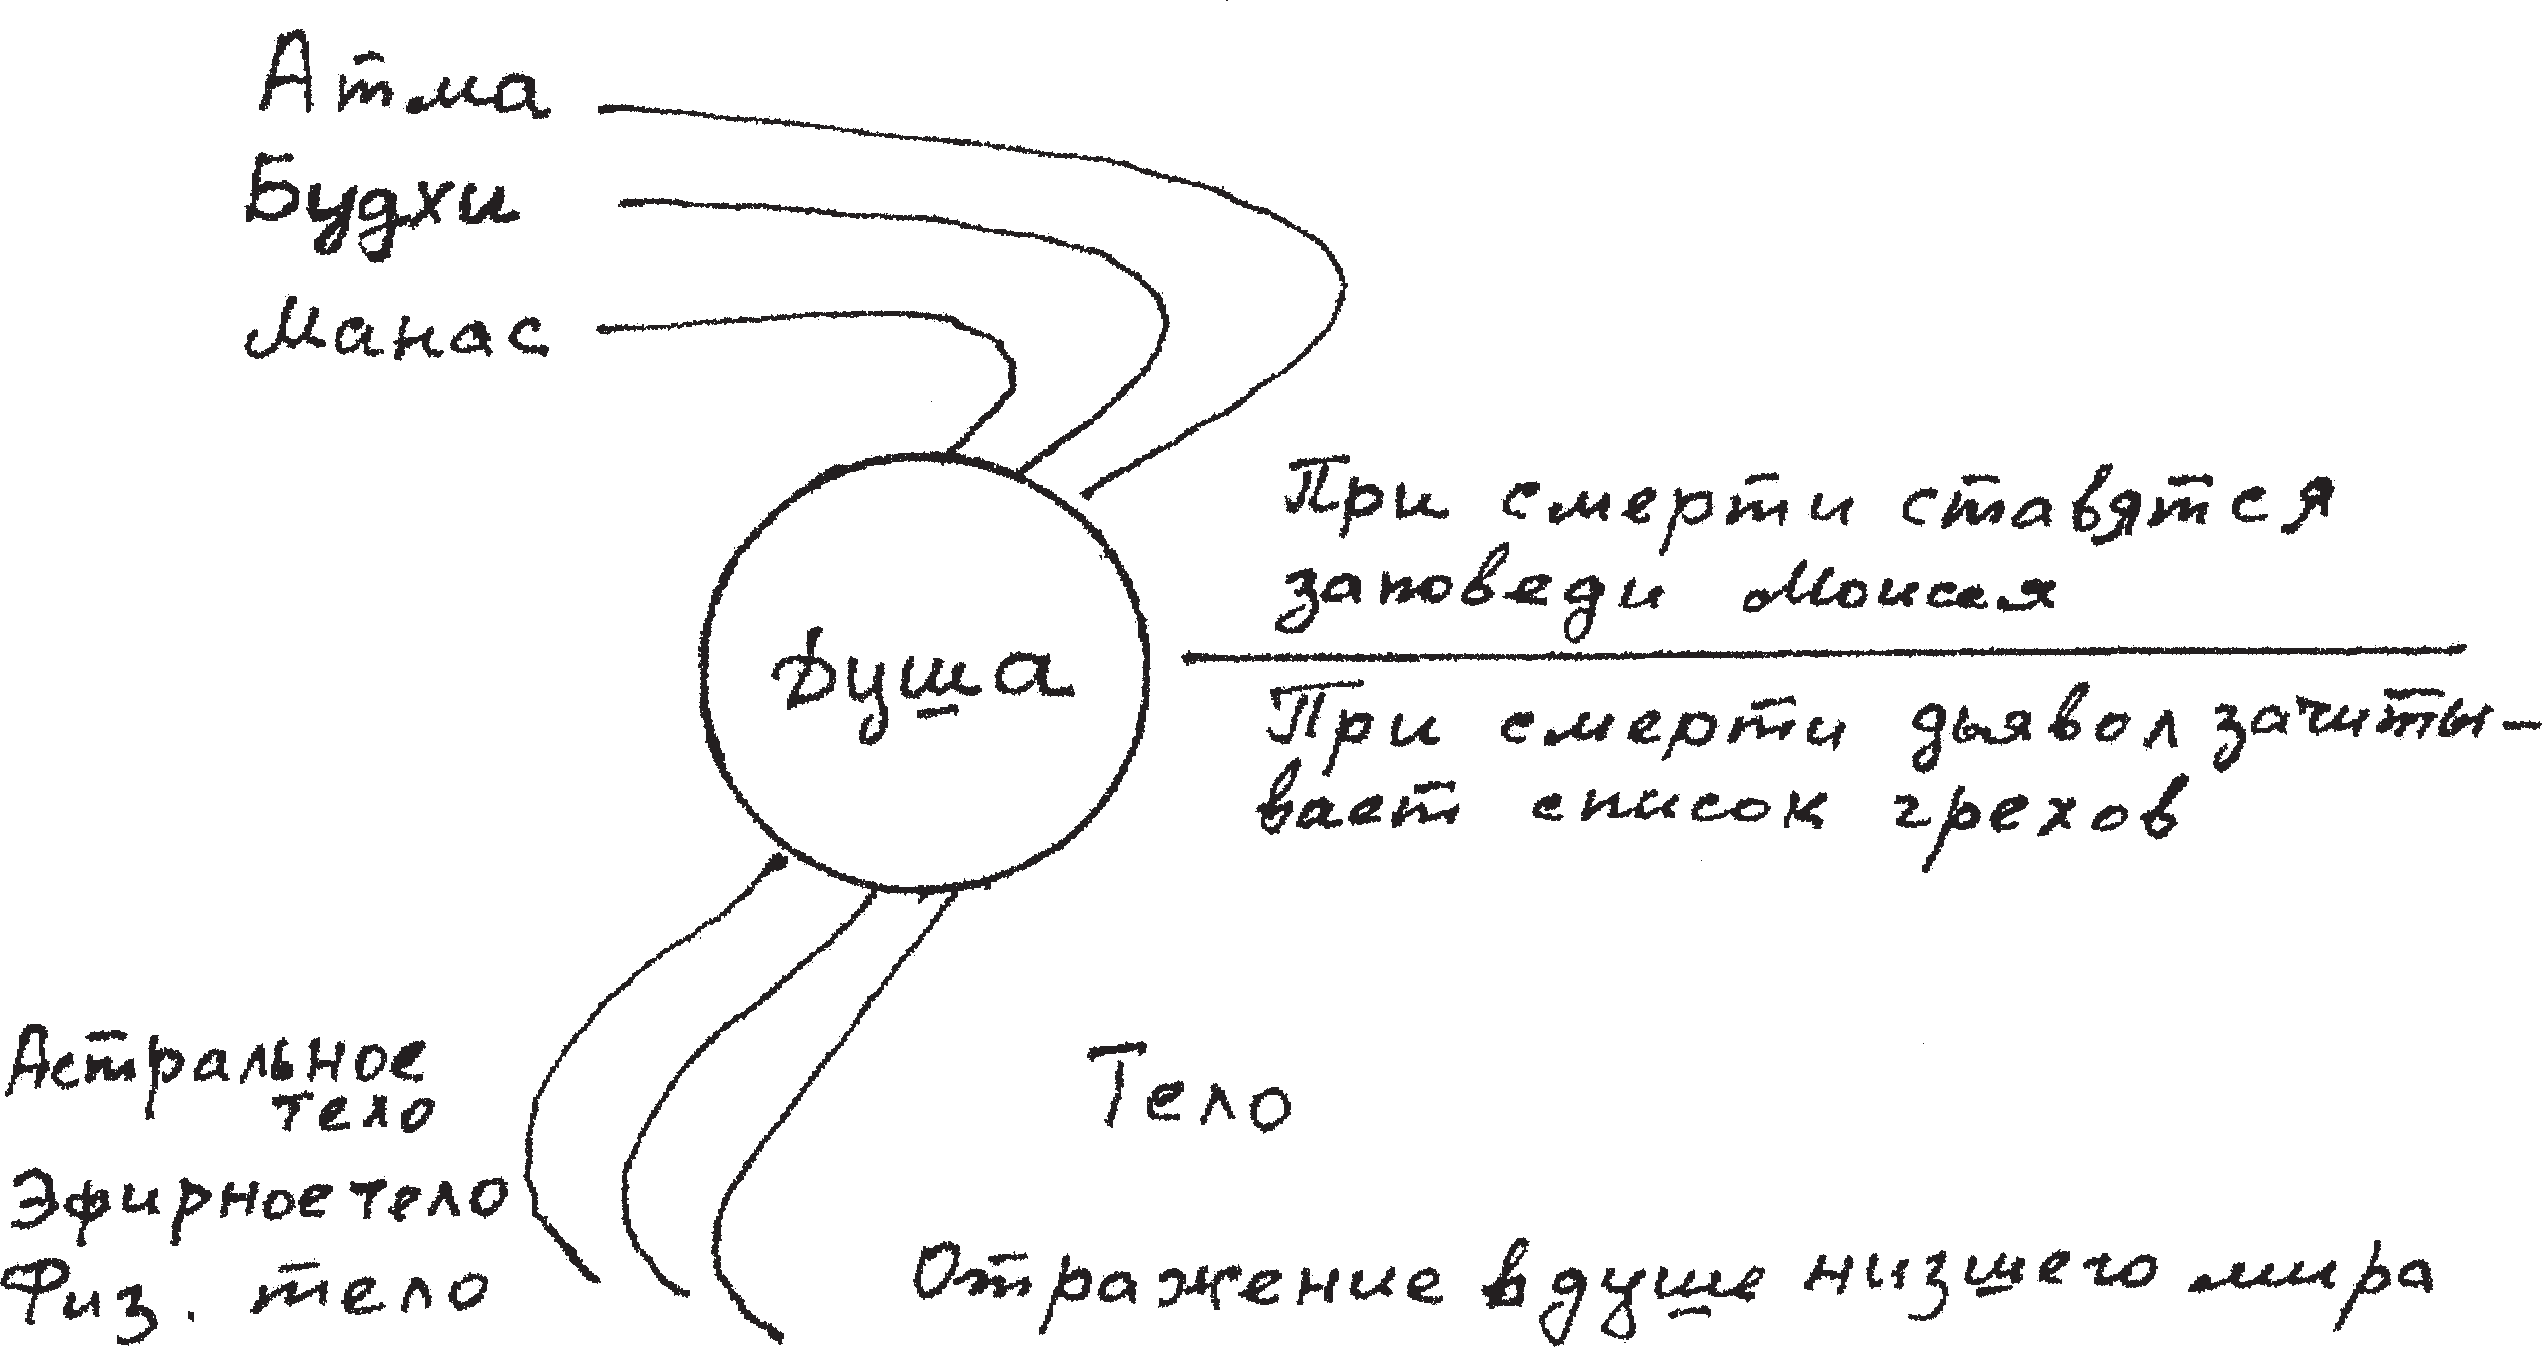 Атма
Будхи
Манас
Душа
При смерти ставятся
заповеди Моисея
При смерти дьявол зачиты-
вает список грехов
Астральное
тело
Эфирное тело
Физ. тело
Тело
Отражение в душе низшего мира